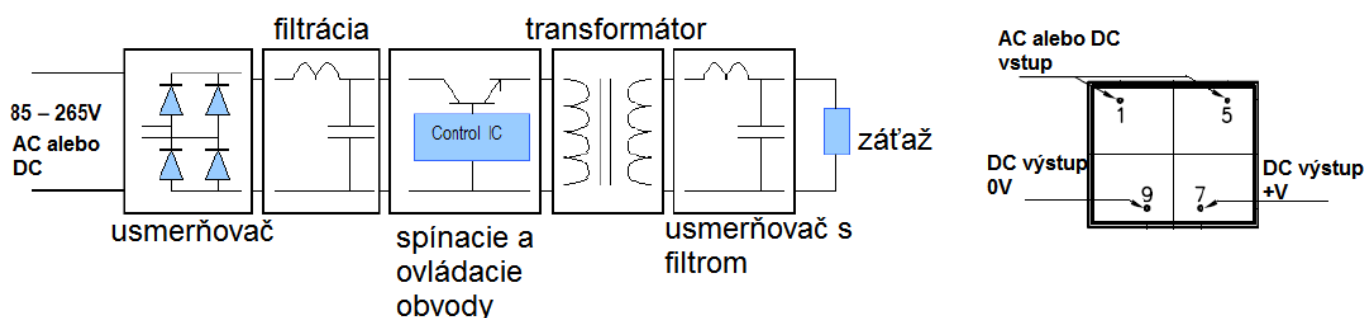 filtrácia
transformátor
85 – 265V
AC alebo
DC
Control IC
záťaž
usmerňovač
spínacie a
ovládacie
obvody
usmerňovač s
filtrom
AC alebo DC
vstup
1
5
DC výstup
0V
9
7
DC výstup
+V